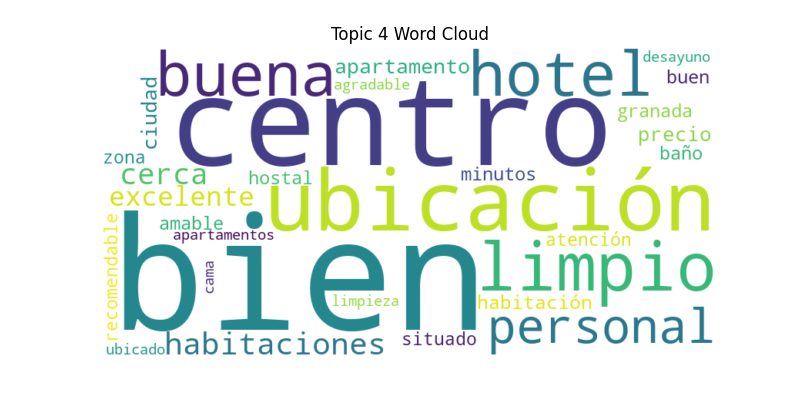 Topic 4 Word Cloud
buena
apartamento
hotel
desayuno
buen
agradable
ciudad
centro
granada
precio
baño
zona
cerca
hostal
minutos
excelente
ubicación
amable
apartamentos
atención
recomendable
bien
cama
limpio
limpieza
habitación
personal
situado
ubicado
habitaciones